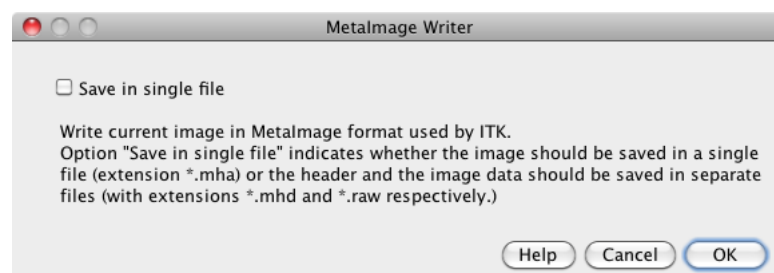 MetaImage Writer
Save in single file
Write current image in MetaImage format used by ITK.
Option "Save in single file" indicates whether the image should be saved in a single
file (extension *.mha) or the header and the image data should be saved in separate
files (with extensions *.mhd and *.raw respectively.)
Help Cancel OK